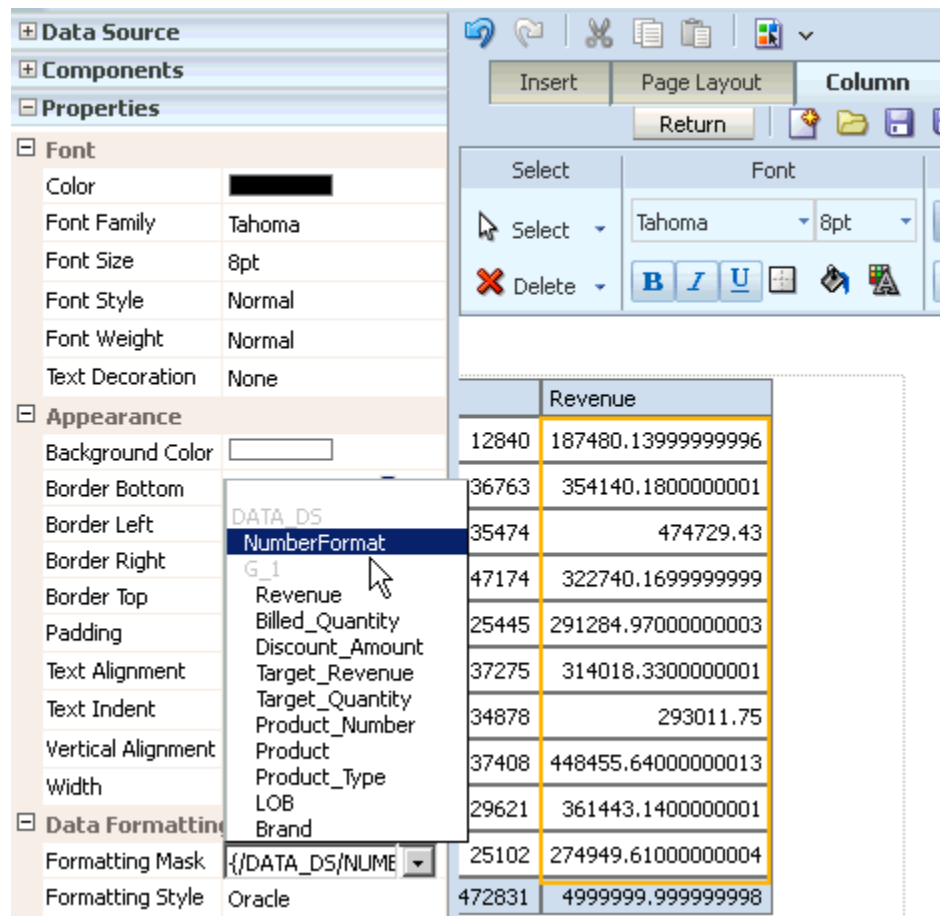 Data Source
Components
Properties
Font
Color
Font Family Tahoma
Font Size 8pt
Font Style Normal
Font Weight Normal
Text Decoration None
Appearance
Background Color
Border Bottom
Border Left
Border Right
Border Top
Padding
Text Alignment
Text Indent
Vertical Alignment
Width
Data Formatting
Formatting Mask {/DATA_DS/NUME
Formatting Style Oracle
DATA_DS
NumberFormat
G_1
Revenue
Billed_Quantity
Discount_Amount
Target_Revenue
Target_Quantity
Product_Number
Product
Product_Type
LOB
Brand
Insert Page Layout Column
Return
Select Font
Select Tahoma 8pt
Delete B I U
Revenue
12840 187480.13999999996
36763 354140.1800000001
35474 474729.43
47174 322740.1699999999
25445 291284.97000000003
37275 314018.3300000001
34878 293011.75
37408 448455.64000000013
29621 361443.1400000001
25102 274949.61000000004
472831 4999999.999999998